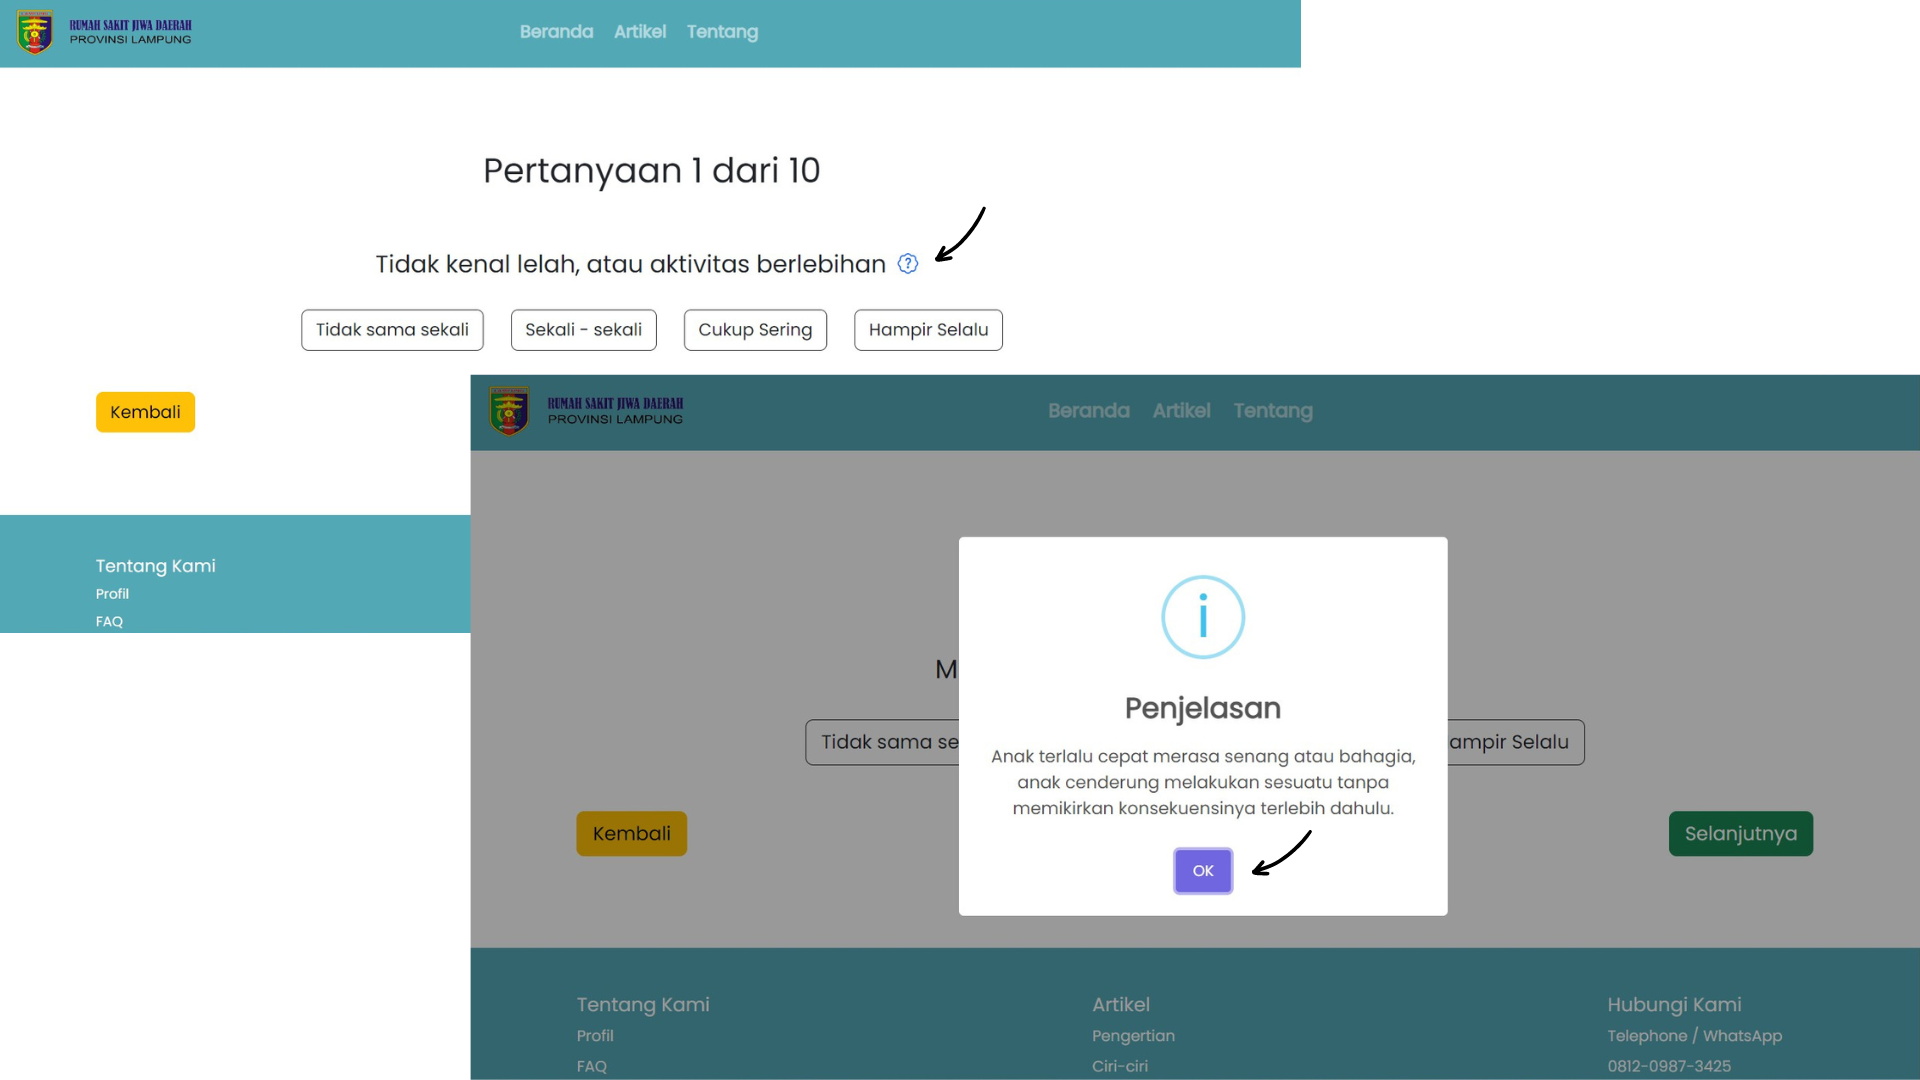 RUMAH SAKIT JIWA DAERAH
PROVINSI LAMPUNG
Beranda Artikel Tentang
Pertanyaan 1 dari 10
Tidak kenal lelah, atau aktivitas berlebihan ?
Tidak sama sekali Sekali - sekali Cukup Sering Hampir Selalu
Kembali
Tentang Kami
Profil
FAQ
RUMAH SAKIT JIWA DAERAH
PROVINSI LAMPUNG
Beranda Artikel Tentang
M
Tidak sama se ampir Selalu
i
Penjelasan
Anak terlalu cepat merasa senang atau bahagia,
anak cenderung melakukan sesuatu tanpa
memikirkan konsekuensinya terlebih dahulu.
OK
Kembali Selanjutnya
Tentang Kami
Profil
FAQ
Artikel
Pengertian
Ciri-ciri
Hubungi Kami
Telephone / WhatsApp
0812-0987-3425